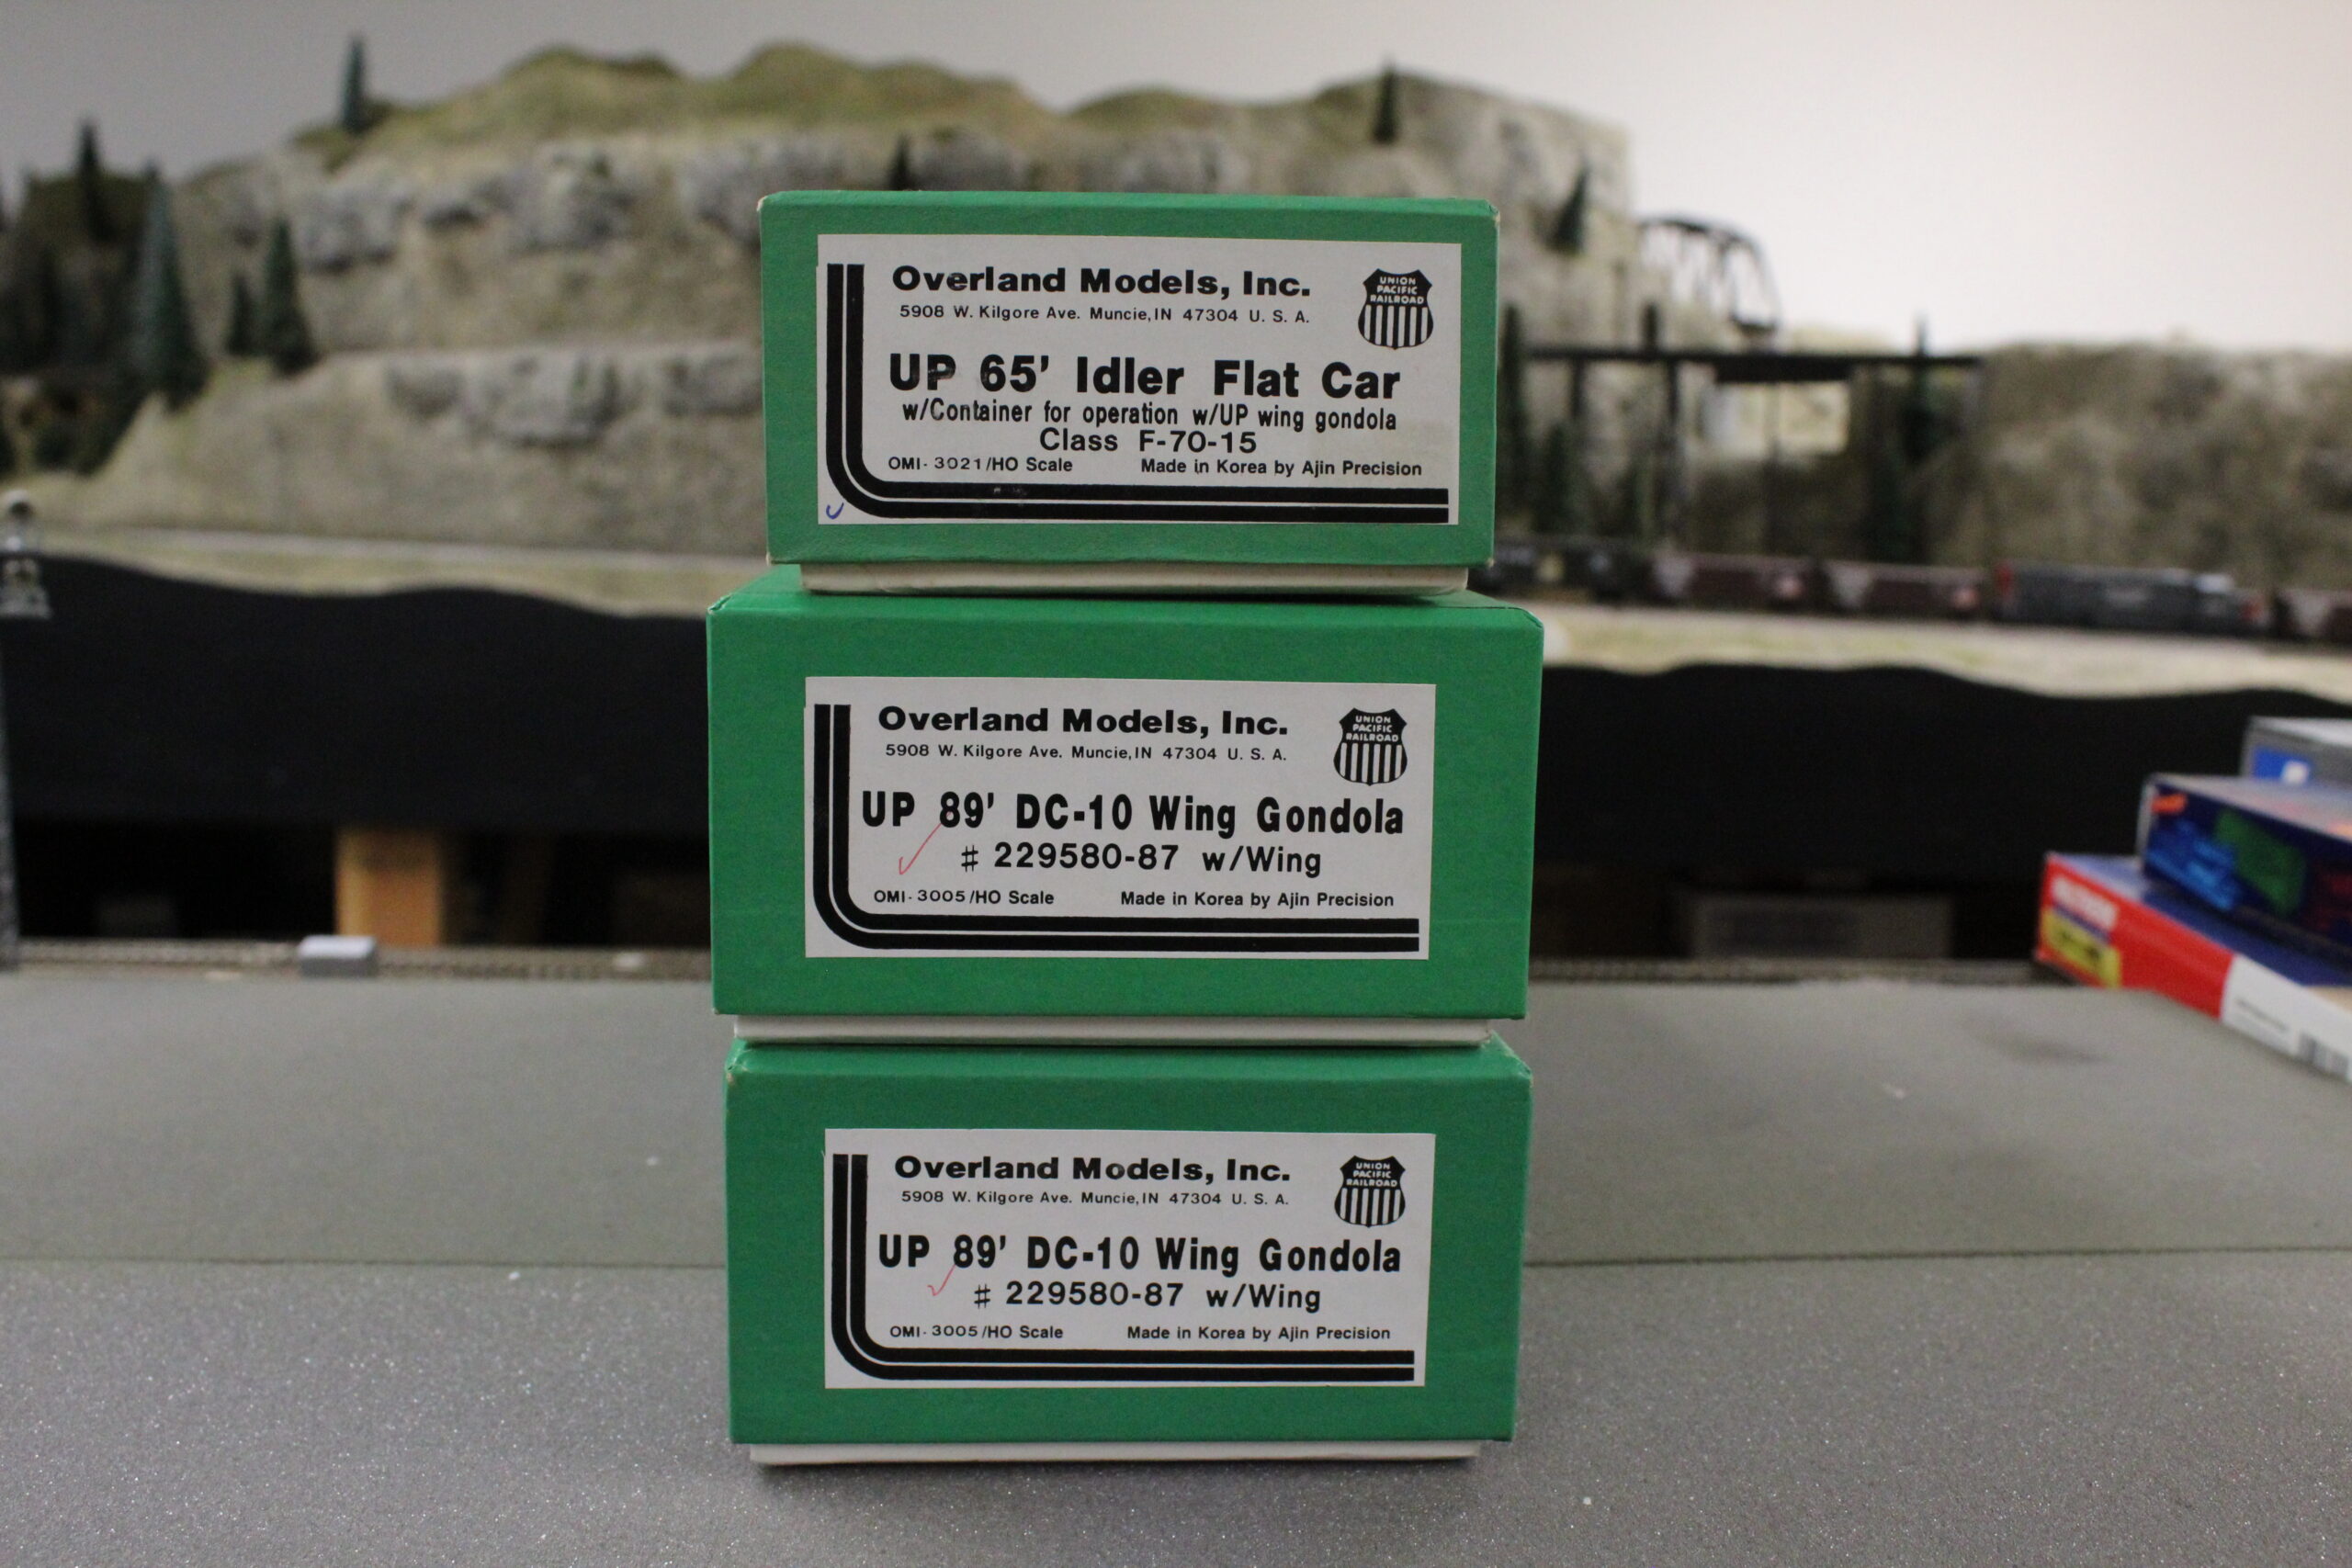 Overland Models, Inc.
5908 W. Kilgore Ave. Muncie, IN 47304 U. S. A.
UNION
PACIFIC
RAILROAD
UP 65' Idler Flat Car
w/Container for operation w/UP wing gondola
Class F-70-15
OMI- 3021/HO Scale Made in Korea by Ajin Precision
Overland Models, Inc.
5908 W. Kilgore Ave. Muncie, IN 47304 U. S. A.
UNION
PACIFIC
RAILROAD
UP 89' DC-10 Wing Gondola
# 229580-87 w/Wing
OMI- 3005/HO Scale Made in Korea by Ajin Precision
Overland Models, Inc.
5908 W. Kilgore Ave. Muncie, IN 47304 U. S. A.
UNION
PACIFIC
RAILROAD
UP 89' DC-10 Wing Gondola
# 229580-87 w/Wing
OMI- 3005/HO Scale Made in Korea by Ajin Precision